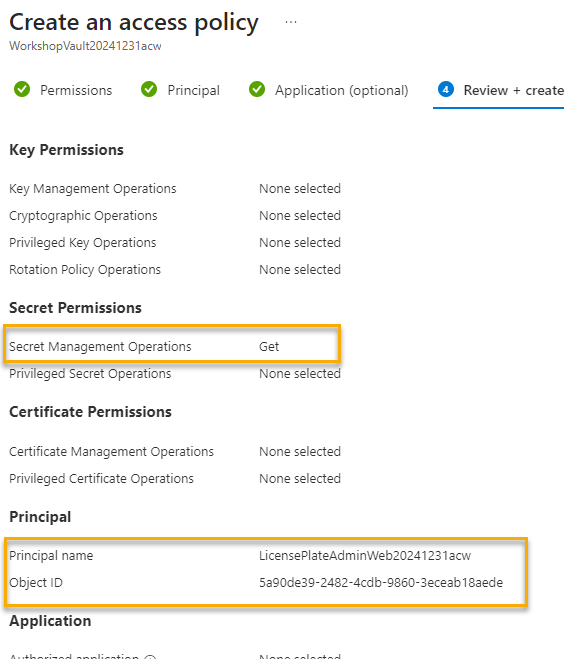 Create an access policy ...
WorkshopVault20241231acw
Permissions Principal Application (optional) 4 Review + create
Key Permissions
Key Management Operations None selected
Cryptographic Operations None selected
Privileged Key Operations None selected
Rotation Policy Operations None selected
Secret Permissions
Secret Management Operations Get
Privileged Secret Operations None selected
Certificate Permissions
Certificate Management Operations None selected
Privileged Certificate Operations None selected
Principal
Principal name LicensePlateAdminWeb20241231acw
Object ID 5a90de39-2482-4cdb-9860-3eceab18aede
Application
Authorized application None selected